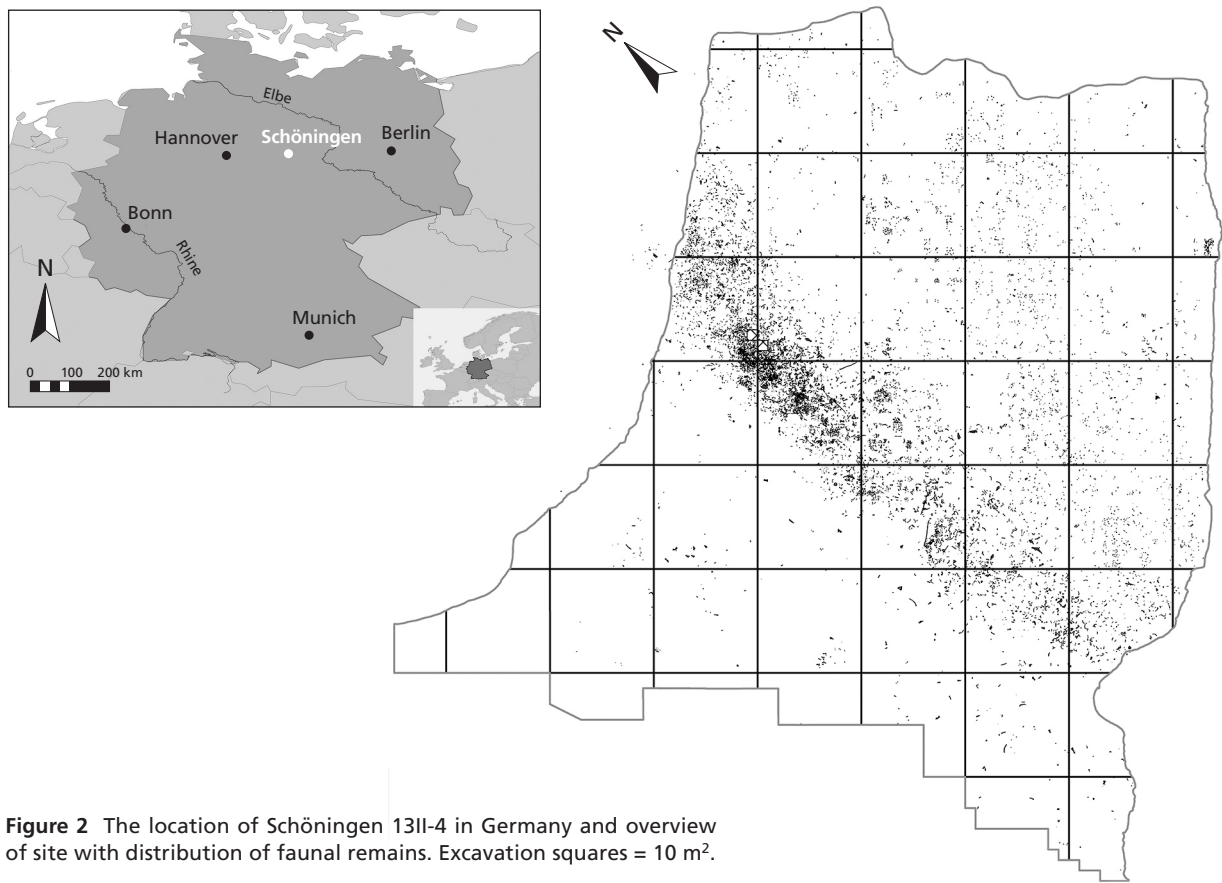 Elbe
Hannover
Schöningen
Berlin
Bonn
Rhine
N
Munich
0 100 200 km
N
Figure 2 The location of Schöningen 13II-4 in Germany and overview
of site with distribution of faunal remains. Excavation squares = 10 m².